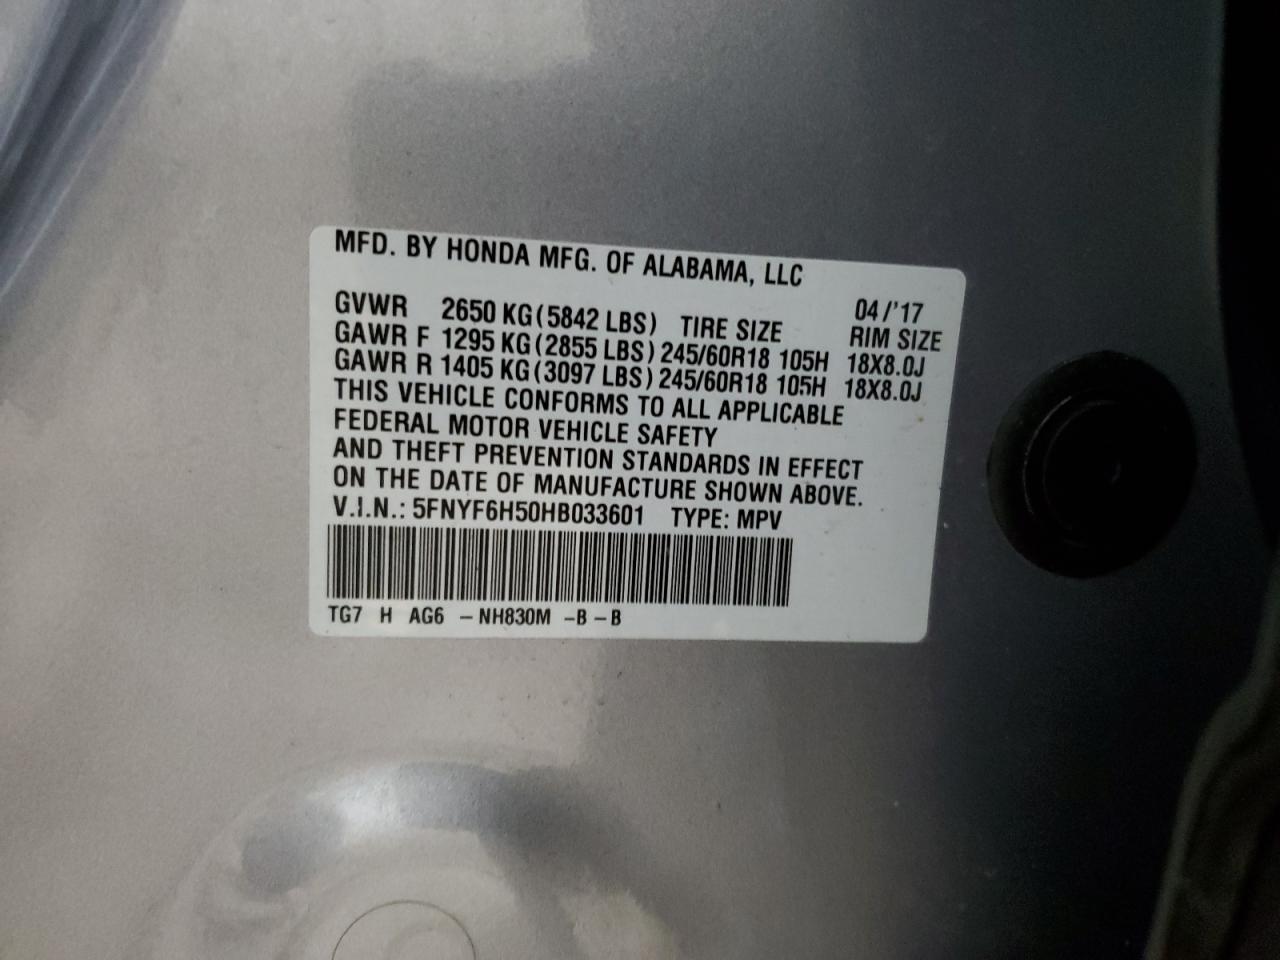 MFD. BY HONDA MFG. OF ALABAMA, LLC
04/'17
GVWR 2650 KG(5842 LBS) TIRE SIZE RIM SIZE
GAWR F 1295 KG(2855 LBS) 245/60R18 105H 18X8.0J
GAWR R 1405 KG(3097 LBS) 245/60R18 105H 18X8.0J
THIS VEHICLE CONFORMS TO ALL APPLICABLE
FEDERAL MOTOR VEHICLE SAFETY
AND THEFT PREVENTION STANDARDS IN EFFECT
ON THE DATE OF MANUFACTURE SHOWN ABOVE.
V.I.N.: 5FNYF6H50HB033601 TYPE: MPV
TG7 H AG6 -NH830M -B-B